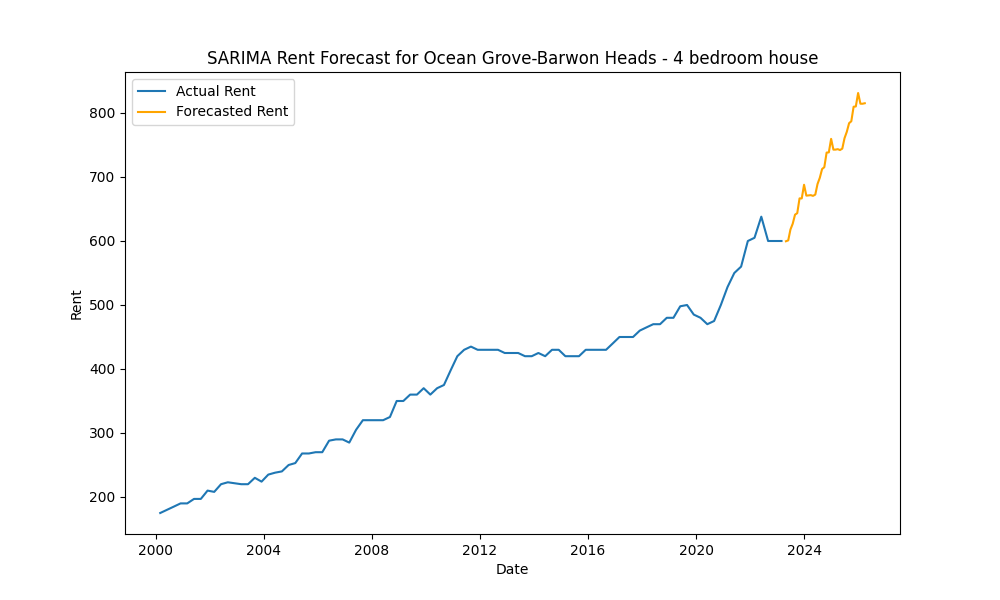 SARIMA Rent Forecast for Ocean Grove-Barwon Heads - 4 bedroom house
Actual Rent
Forecasted Rent
800
700
600
500
400
300
200
Rent
2000 2004 2008 2012 2016 2020 2024
Date